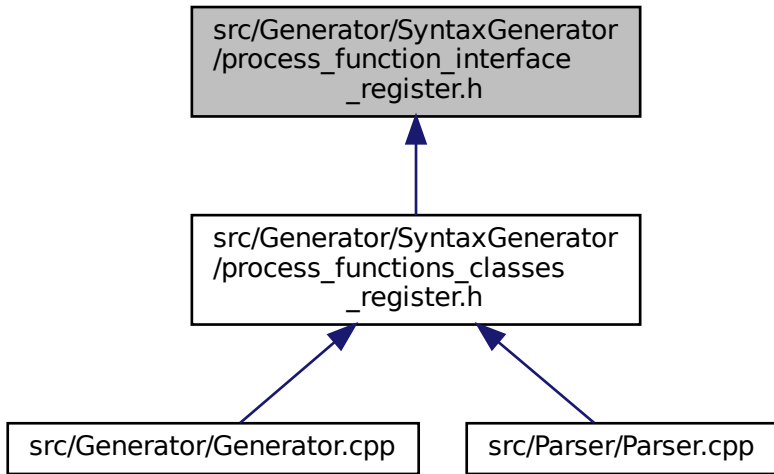 src/Generator/SyntaxGenerator
/process_function_interface
_register.h
src/Generator/SyntaxGenerator
/process_functions_classes
_register.h
src/Generator/Generator.cpp
src/Parser/Parser.cpp